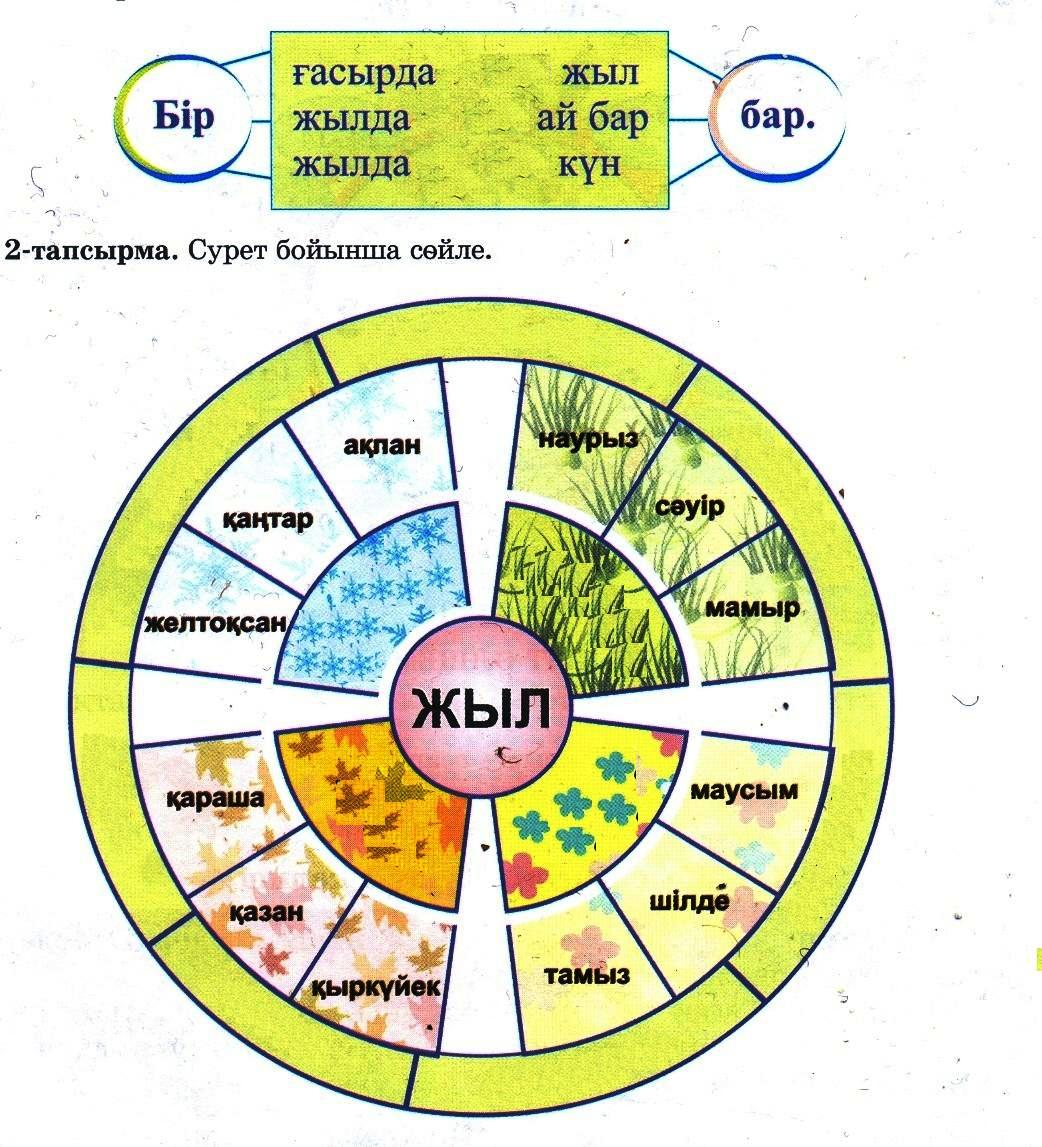 Бір ғасырда жыл бар.
жылда ай бар
жылда күн
2-тапсырма. Сурет бойынша сөйле.
ақпан наурыз
қаңтар сәуір
желтоқсан мамыр
ЖЫЛ
қараша маусым
қазан шілде
қыркүйек тамыз